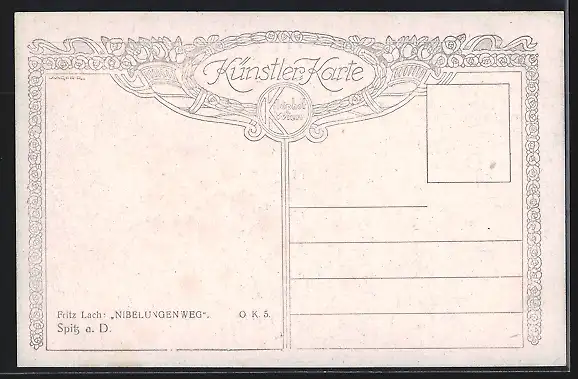 Künstler-Karte
Fritz Lach: „NIBELUNGENWEG“. O. K. 5.
Spitz a. D.